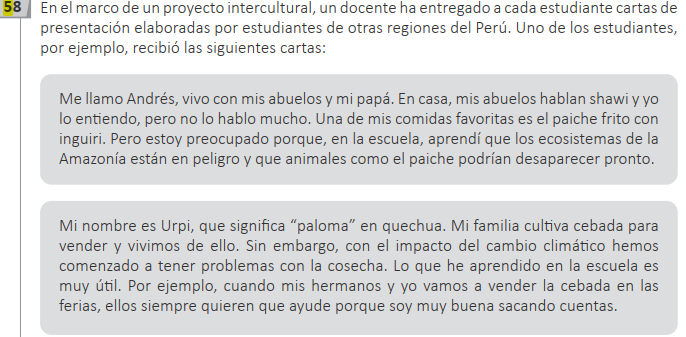 58 En el marco de un proyecto intercultural, un docente ha entregado a cada estudiante cartas de
presentación elaboradas por estudiantes de otras regiones del Perú. Uno de los estudiantes,
por ejemplo, recibió las siguientes cartas:
Me llamo Andrés, vivo con mis abuelos y mi papá. En casa, mis abuelos hablan shawi y yo
lo entiendo, pero no lo hablo mucho. Una de mis comidas favoritas es el paiche frito con
inguiri. Pero estoy preocupado porque, en la escuela, aprendí que los ecosistemas de la
Amazonía están en peligro y que animales como el paiche podrían desaparecer pronto.
Mi nombre es Urpi, que significa “paloma” en quechua. Mi familia cultiva cebada para
vender y vivimos de ello. Sin embargo, con el impacto del cambio climático hemos
comenzado a tener problemas con la cosecha. Lo que he aprendido en la escuela es
muy útil. Por ejemplo, cuando mis hermanos y yo vamos a vender la cebada en las
ferias, ellos siempre quieren que ayude porque soy muy buena sacando cuentas.